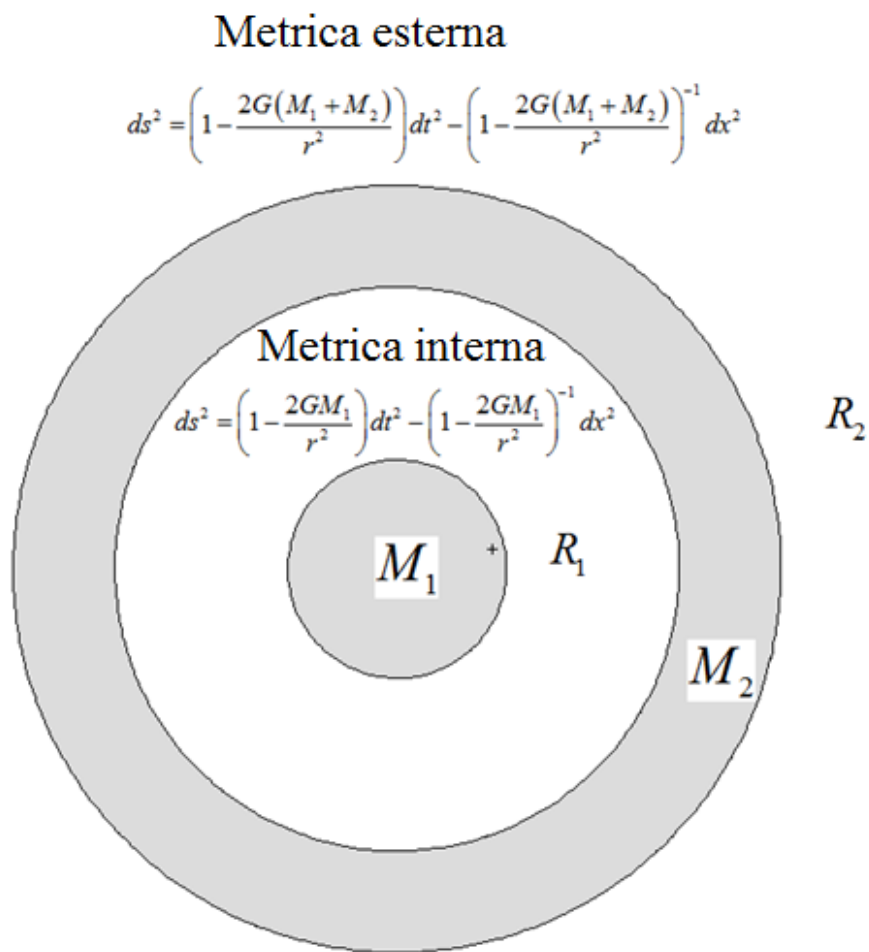 Metrica esterna
ds² = (1 − 2G(M₁ + M₂)/r²) dt² − (1 − 2G(M₁ + M₂)/r²)⁻¹ dx²
Metrica interna
ds² = (1 − 2GM₁/r²) dt² − (1 − 2GM₁/r²)⁻¹ dx²
R₂
R₁
M₁
M₂